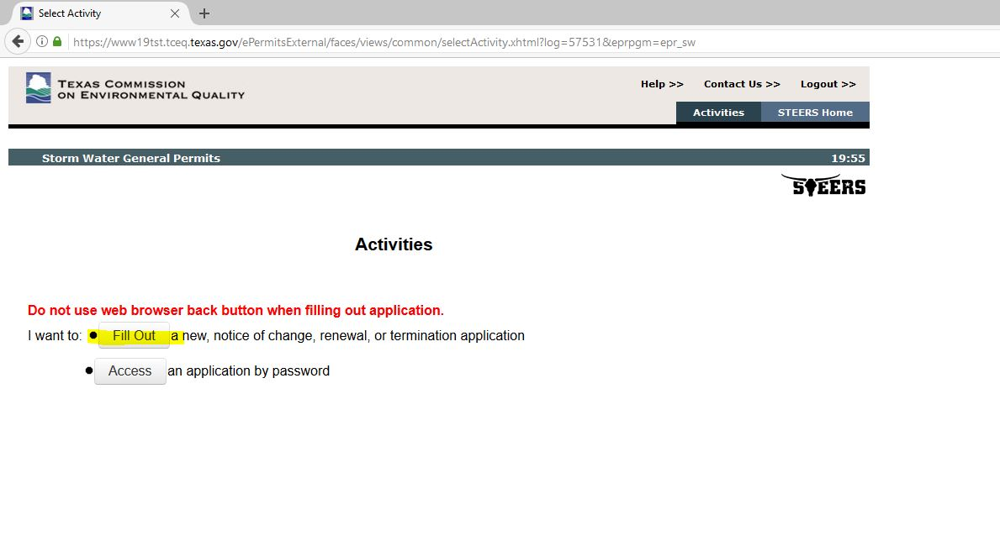 Select Activity
https://www19tst.tceq.texas.gov/ePermitsExternal/faces/views/common/selectActivity.xhtml?log=57531&eprpgm=epr_sw
TEXAS COMMISSION
ON ENVIRONMENTAL QUALITY
Help >> Contact Us >> Logout >>
Activities STEERS Home
Storm Water General Permits 19:55
STEERS
Activities
Do not use web browser back button when filling out application.
I want to: • Fill Out a new, notice of change, renewal, or termination application
• Access an application by password